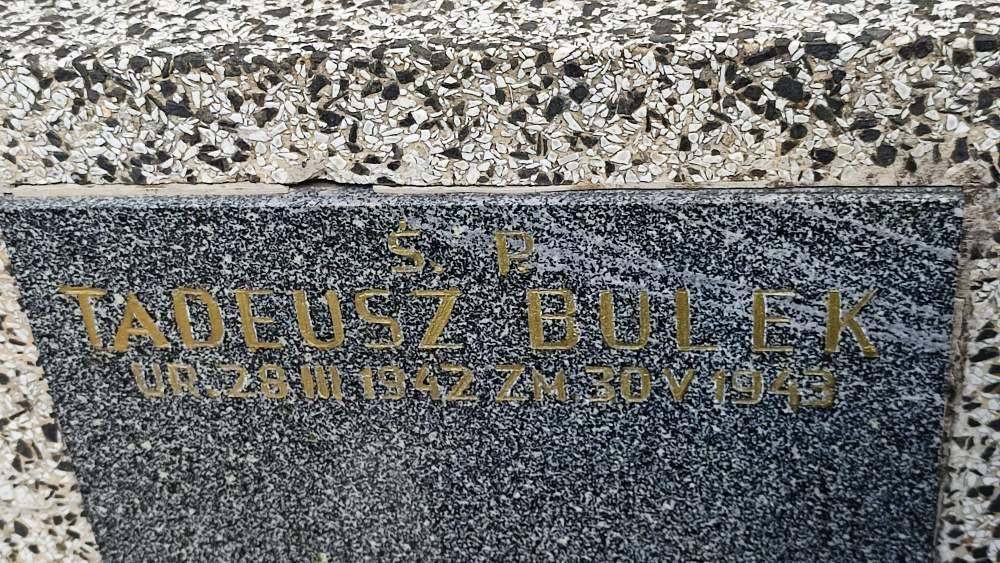 Ś. P.
TADEUSZ BULEK
UR. 28 III 1942 ZM. 30 V 1943